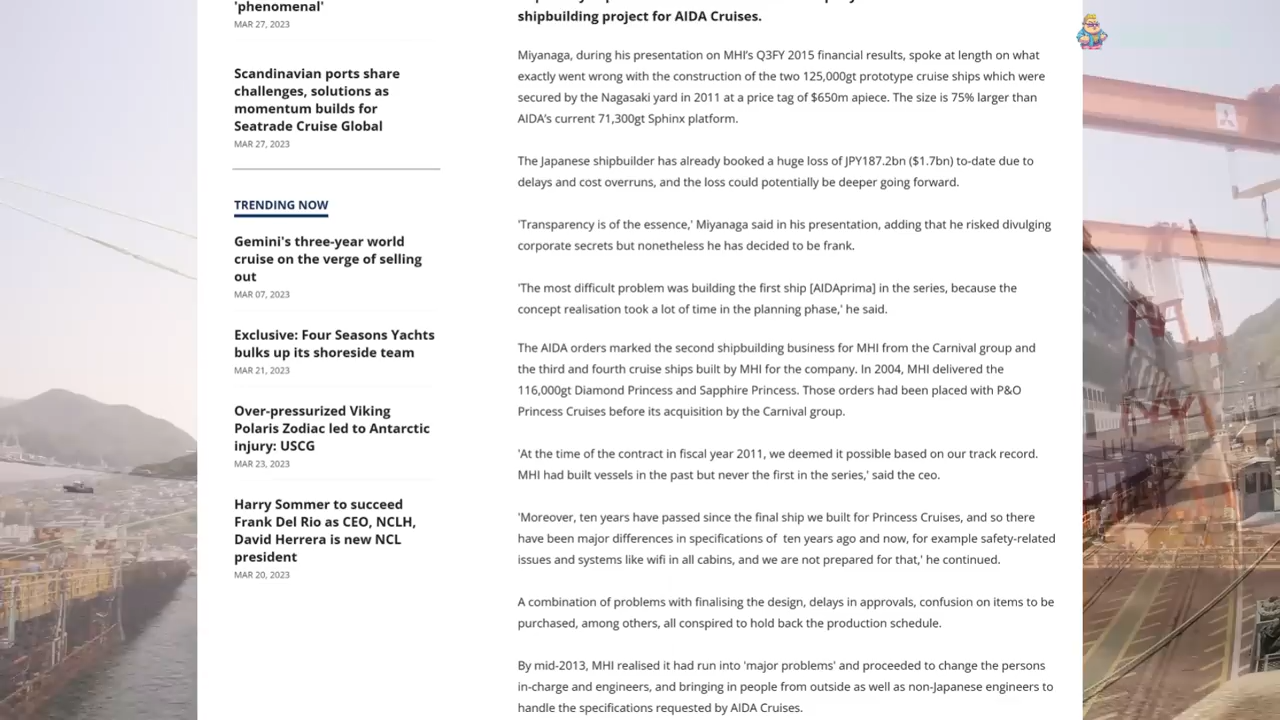 'phenomenal'
MAR 27, 2023
Scandinavian ports share
challenges, solutions as
momentum builds for
Seatrade Cruise Global
MAR 27, 2023
TRENDING NOW
Gemini's three-year world
cruise on the verge of selling
out
MAR 07, 2023
Exclusive: Four Seasons Yachts
bulks up its shoreside team
MAR 21, 2023
Over-pressurized Viking
Polaris Zodiac led to Antarctic
injury: USCG
MAR 23, 2023
Harry Sommer to succeed
Frank Del Rio as CEO, NCLH,
David Herrera is new NCL
president
MAR 20, 2023
shipbuilding project for AIDA Cruises.
Miyanaga, during his presentation on MHI's Q3FY 2015 financial results, spoke at length on what
exactly went wrong with the construction of the two 125,000gt prototype cruise ships which were
secured by the Nagasaki yard in 2011 at a price tag of $650m apiece. The size is 75% larger than
AIDA's current 71,300gt Sphinx platform.
The Japanese shipbuilder has already booked a huge loss of JPY187.2bn ($1.7bn) to-date due to
delays and cost overruns, and the loss could potentially be deeper going forward.
'Transparency is of the essence,' Miyanaga said in his presentation, adding that he risked divulging
corporate secrets but nonetheless he has decided to be frank.
'The most difficult problem was building the first ship [AIDAprima] in the series, because the
concept realisation took a lot of time in the planning phase,' he said.
The AIDA orders marked the second shipbuilding business for MHI from the Carnival group and
the third and fourth cruise ships built by MHI for the company. In 2004, MHI delivered the
116,000gt Diamond Princess and Sapphire Princess. Those orders had been placed with P&O
Princess Cruises before its acquisition by the Carnival group.
'At the time of the contract in fiscal year 2011, we deemed it possible based on our track record.
MHI had built vessels in the past but never the first in the series,' said the ceo.
'Moreover, ten years have passed since the final ship we built for Princess Cruises, and so there
have been major differences in specifications of  ten years ago and now, for example safety-related
issues and systems like wifi in all cabins, and we are not prepared for that,' he continued.
A combination of problems with finalising the design, delays in approvals, confusion on items to be
purchased, among others, all conspired to hold back the production schedule.
By mid-2013, MHI realised it had run into 'major problems' and proceeded to change the persons
in-charge and engineers, and bringing in people from outside as well as non-Japanese engineers to
handle the specifications requested by AIDA Cruises.